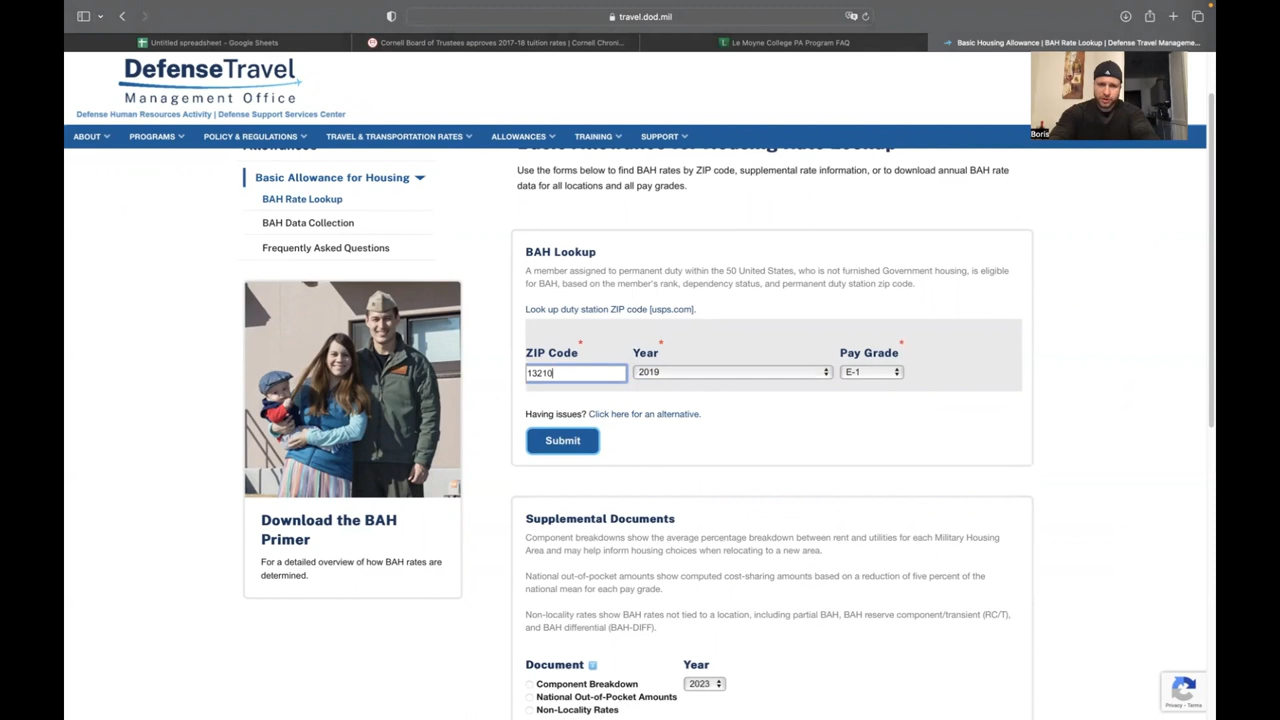 travel.dod.mil
Untitled spreadsheet - Google Sheets
Cornell Board of Trustees approves 2017-18 tuition rates | Cornell Chroni...
Le Moyne College PA Program FAQ
Basic Housing Allowance | BAH Rate Lookup | Defense Travel Manageme...
DefenseTravel
Management Office
Defense Human Resources Activity | Defense Support Services Center
Boris
ABOUT
PROGRAMS
POLICY & REGULATIONS
TRAVEL & TRANSPORTATION RATES
ALLOWANCES
TRAINING
SUPPORT
Allowances
Basic Allowance for Housing
BAH Rate Lookup
BAH Data Collection
Frequently Asked Questions
Download the BAH
Primer
For a detailed overview of how BAH rates are
determined.
Basic Allowance for Housing Rate Lookup
Use the forms below to find BAH rates by ZIP code, supplemental rate information, or to download annual BAH rate
data for all locations and all pay grades.
BAH Lookup
A member assigned to permanent duty within the 50 United States, who is not furnished Government housing, is eligible
for BAH, based on the member's rank, dependency status, and permanent duty station zip code.
Look up duty station ZIP code [usps.com].
ZIP Code * Year * Pay Grade *
13210 2019 E-1
Having issues? Click here for an alternative.
Submit
Supplemental Documents
Component breakdowns show the average percentage breakdown between rent and utilities for each Military Housing
Area and may help inform housing choices when relocating to a new area.
National out-of-pocket amounts show computed cost-sharing amounts based on a reduction of five percent of the
national mean for each pay grade.
Non-locality rates show BAH rates not tied to a location, including partial BAH, BAH reserve component/transient (RC/T),
and BAH differential (BAH-DIFF).
Document ? Year
Component Breakdown 2023
National Out-of-Pocket Amounts
Non-Locality Rates
Privacy - Terms